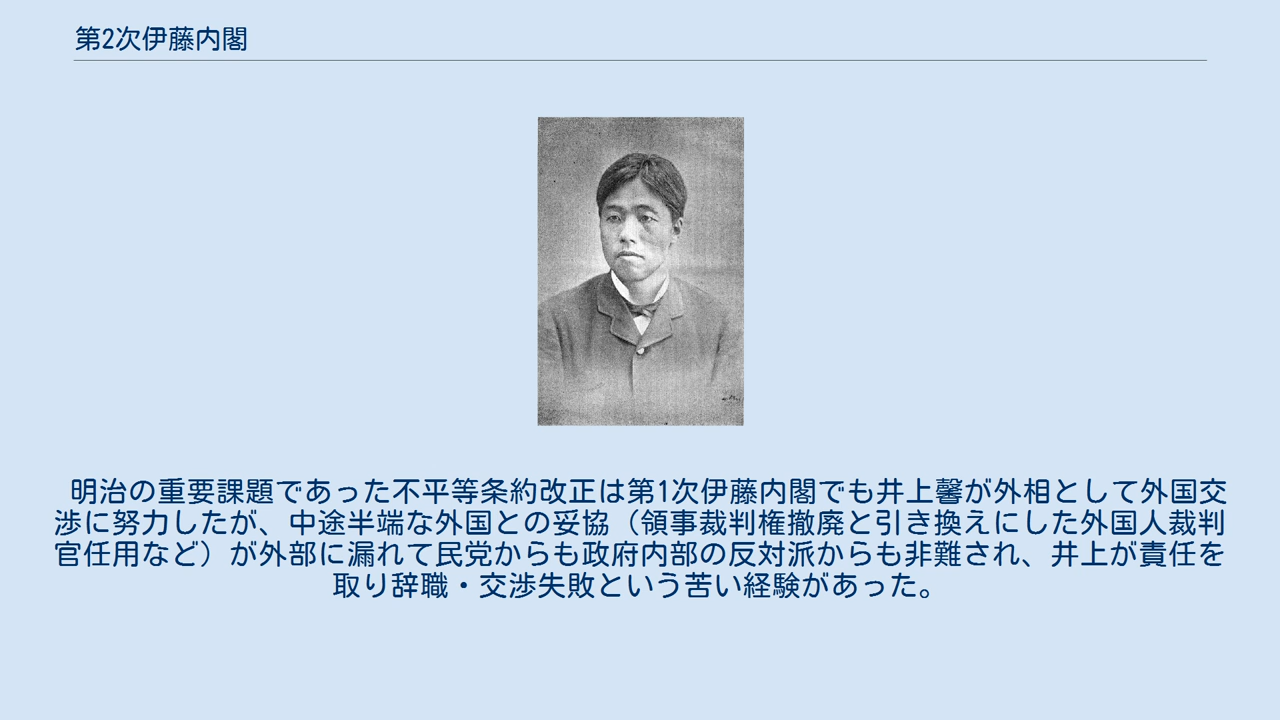 第2次伊藤内閣
明治の重要課題であった不平等条約改正は第1次伊藤内閣でも井上馨が外相として外国交
渉に努力したが、中途半端な外国との妥協（領事裁判権撤廃と引き換えにした外国人裁判
官任用など）が外部に漏れて民党からも政府内部の反対派からも非難され、井上が責任を
取り辞職・交渉失敗という苦い経験があった。